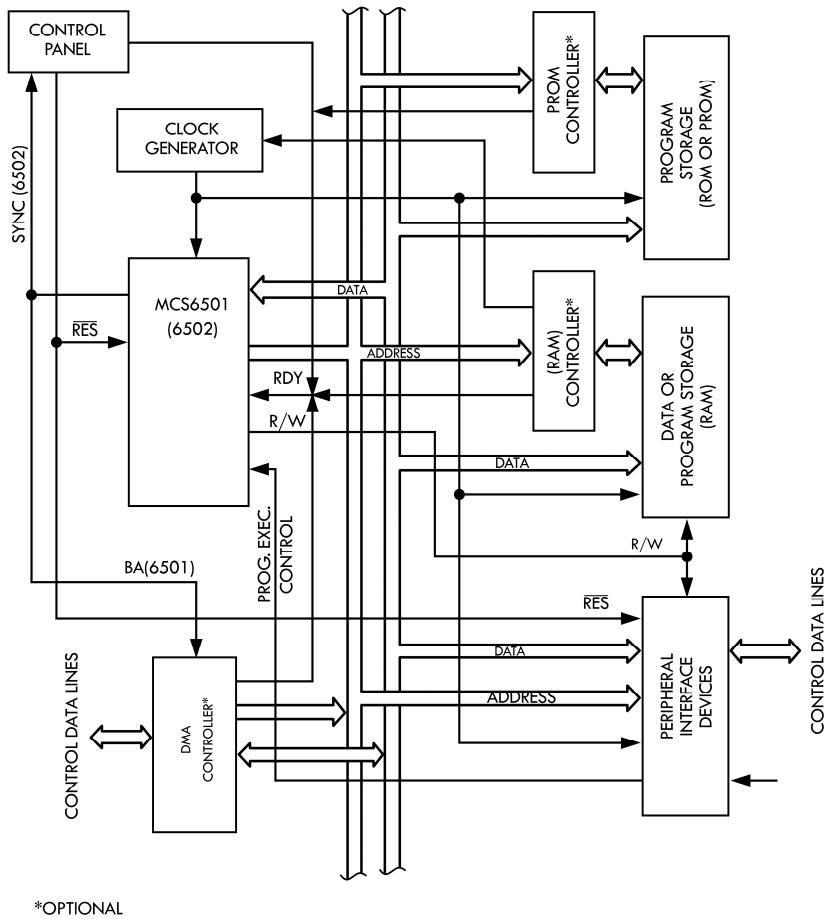 CONTROL
PANEL
PROM
CONTROLLER*
PROGRAM
STORAGE
(ROM OR PROM)
CLOCK
GENERATOR
SYNC (6502)
DATA
MCS6501
(6502)
RES
ADDRESS
(RAM)
CONTROLLER*
DATA OR
PROGRAM STORAGE
(RAM)
RDY
R/W
DATA
PROG. EXEC.
CONTROL
R/W
BA(6501)
RES
CONTROL DATA LINES
DATA
ADDRESS
PERIPHERAL
INTERFACE
DEVICES
CONTROL DATA LINES
DMA
CONTROLLER*
*OPTIONAL